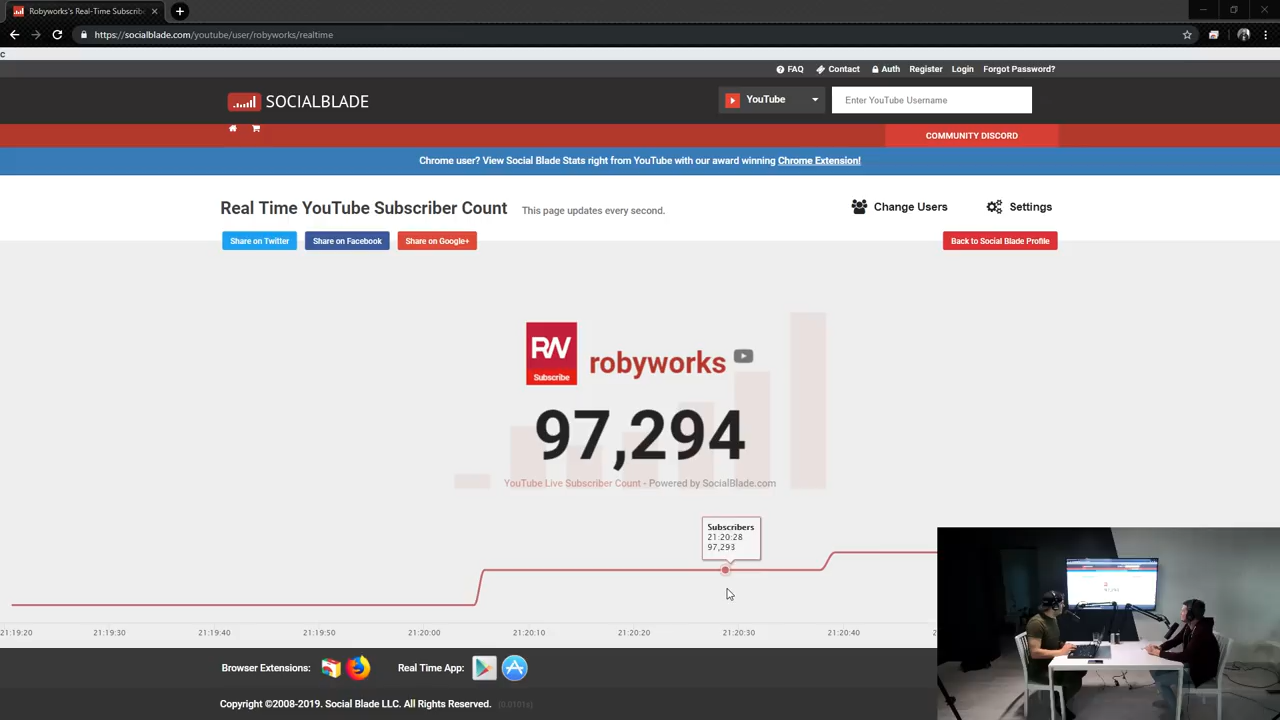 Robyworks's Real-Time Subscribe
https://socialblade.com/youtube/user/robyworks/realtime
c
FAQ Contact Auth Register Login Forgot Password?
SOCIALBLADE
YouTube
Enter YouTube Username
COMMUNITY DISCORD
Chrome user? View Social Blade Stats right from YouTube with our award winning Chrome Extension!
Real Time YouTube Subscriber Count
This page updates every second.
Change Users
Settings
Share on Twitter
Share on Facebook
Share on Google+
Back to Social Blade Profile
RW
Subscribe
robyworks
97,294
YouTube Live Subscriber Count - Powered by SocialBlade.com
Subscribers
21:20:28
97,293
21:19:20 21:19:30 21:19:40 21:19:50 21:20:00 21:20:10 21:20:20 21:20:30 21:20:40
Browser Extensions:
Real Time App:
Copyright ©2008-2019. Social Blade LLC. All Rights Reserved. (0.0101s)